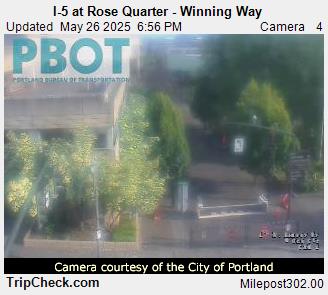 I-5 at Rose Quarter - Winning Way
Updated May 26 2025 6:56 PM Camera 4
PBOT
PORTLAND BUREAU OF TRANSPORTATION
Camera courtesy of the City of Portland
TripCheck.com Milepost302.00